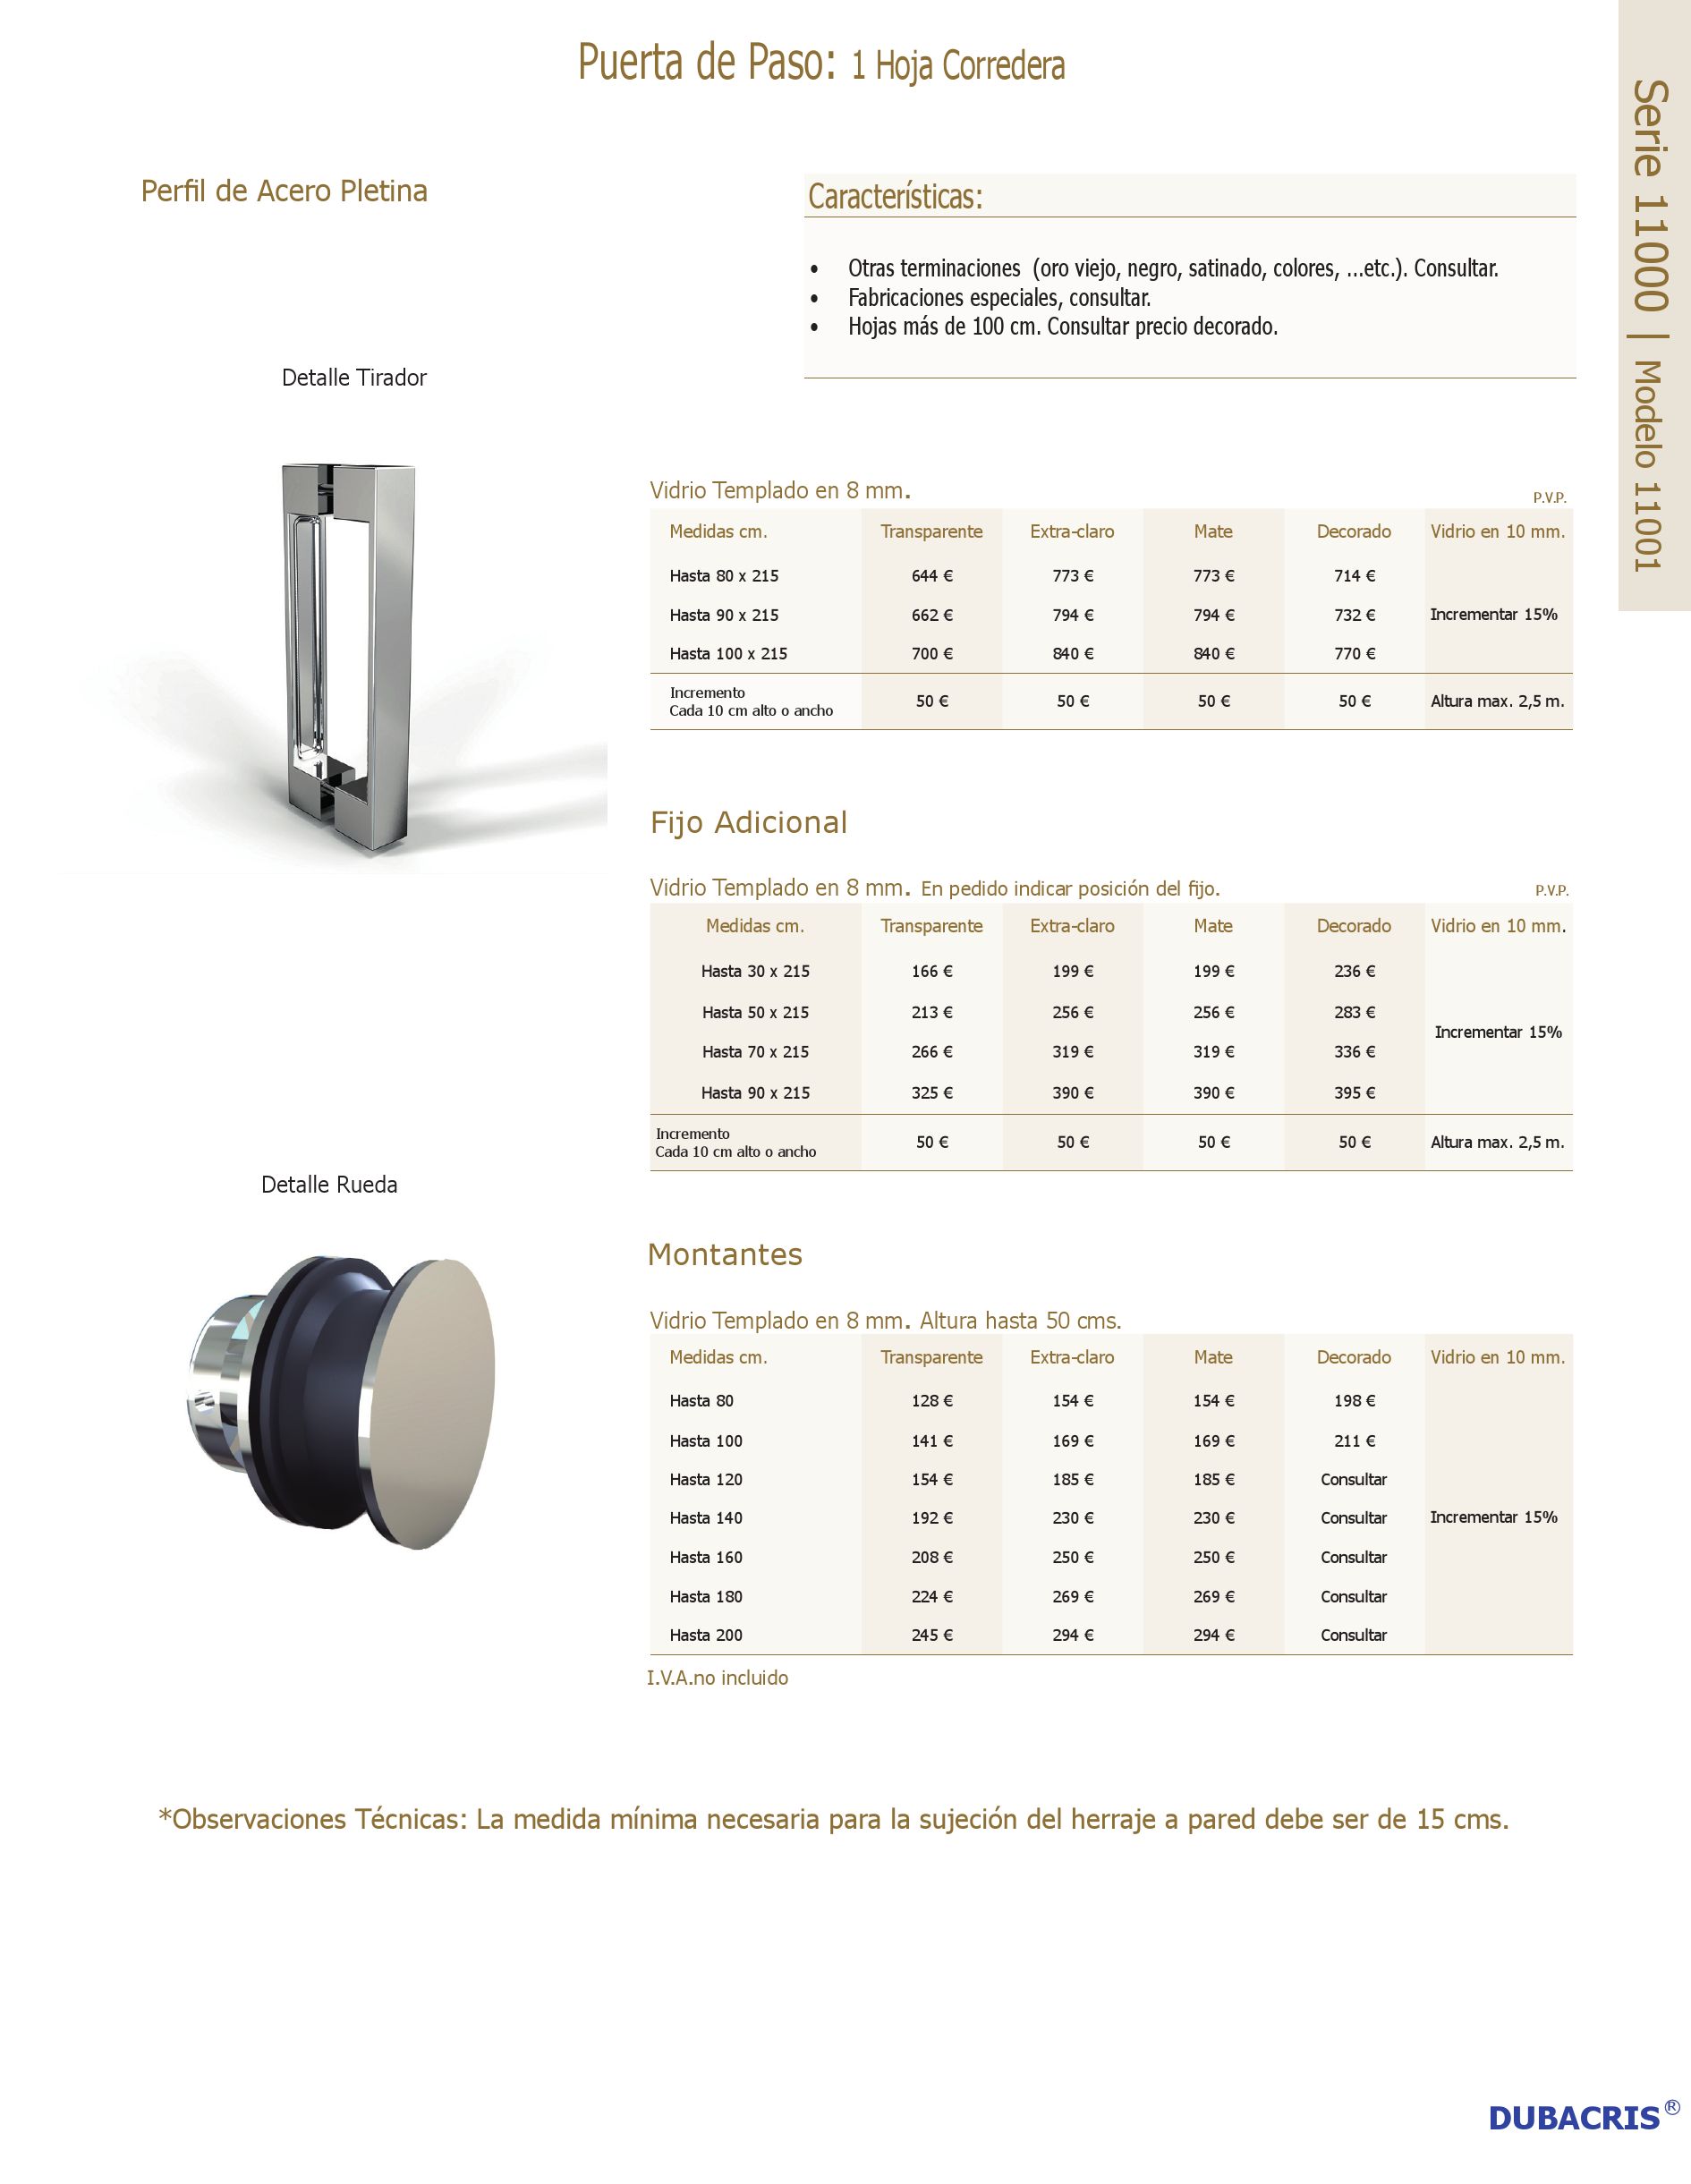 Puerta de Paso: 1 Hoja Corredera
Serie 11000 | Modelo 11001
Perfil de Acero Pletina
Características:
• Otras terminaciones (oro viejo, negro, satinado, colores, ...etc.). Consultar.
• Fabricaciones especiales, consultar.
• Hojas más de 100 cm. Consultar precio decorado.
Detalle Tirador
Vidrio Templado en 8 mm. P.V.P.
Medidas cm. Transparente Extra-claro Mate Decorado Vidrio en 10 mm.
Hasta 80 x 215 644 € 773 € 773 € 714 €
Hasta 90 x 215 662 € 794 € 794 € 732 € Incrementar 15%
Hasta 100 x 215 700 € 840 € 840 € 770 €
Incremento
Cada 10 cm alto o ancho 50 € 50 € 50 € 50 € Altura max. 2,5 m.
Fijo Adicional
Vidrio Templado en 8 mm. En pedido indicar posición del fijo. P.V.P.
Medidas cm. Transparente Extra-claro Mate Decorado Vidrio en 10 mm.
Hasta 30 x 215 166 € 199 € 199 € 236 €
Hasta 50 x 215 213 € 256 € 256 € 283 €
Incrementar 15%
Hasta 70 x 215 266 € 319 € 319 € 336 €
Hasta 90 x 215 325 € 390 € 390 € 395 €
Incremento
Cada 10 cm alto o ancho 50 € 50 € 50 € 50 € Altura max. 2,5 m.
Detalle Rueda
Montantes
Vidrio Templado en 8 mm. Altura hasta 50 cms.
Medidas cm. Transparente Extra-claro Mate Decorado Vidrio en 10 mm.
Hasta 80 128 € 154 € 154 € 198 €
Hasta 100 141 € 169 € 169 € 211 €
Hasta 120 154 € 185 € 185 € Consultar
Hasta 140 192 € 230 € 230 € Consultar Incrementar 15%
Hasta 160 208 € 250 € 250 € Consultar
Hasta 180 224 € 269 € 269 € Consultar
Hasta 200 245 € 294 € 294 € Consultar
I.V.A.no incluido
*Observaciones Técnicas: La medida mínima necesaria para la sujeción del herraje a pared debe ser de 15 cms.
DUBACRIS®